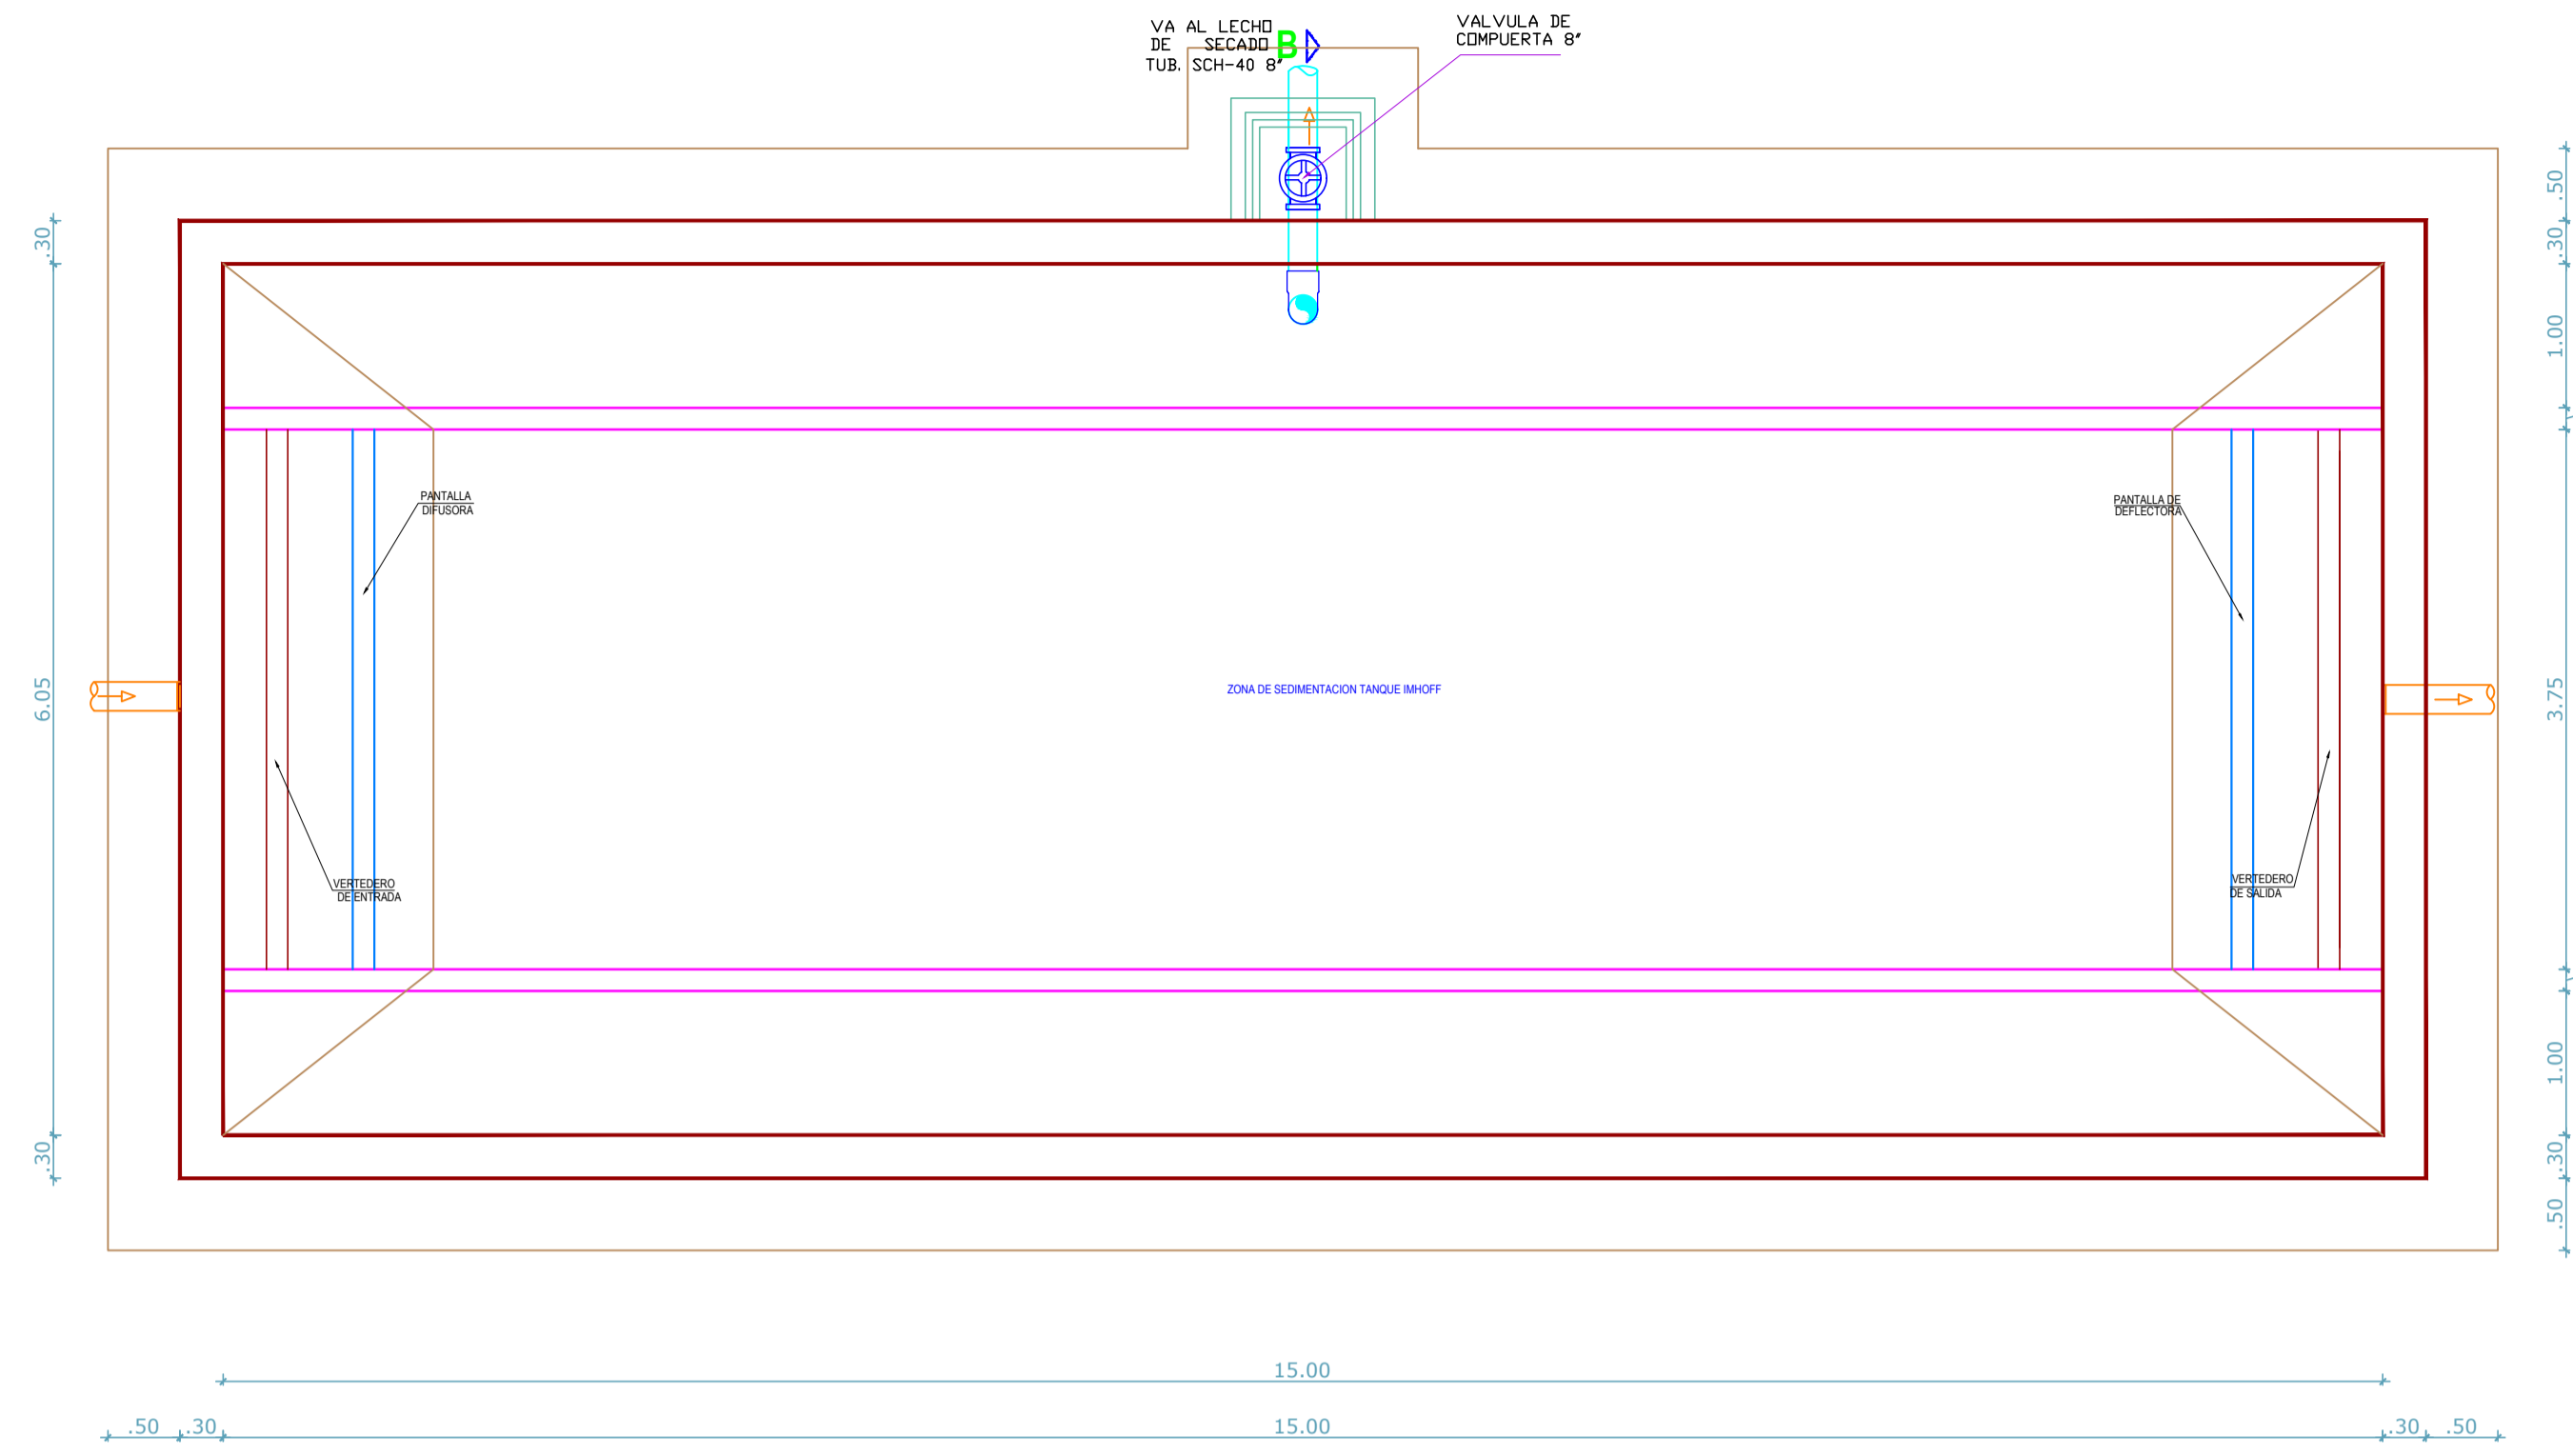 VA AL LECHO
DE SECADO
TUB. SCH-40 8"
B
VALVULA DE
COMPUERTA 8"
.50
.30
.30
1.00
PANTALLA
DIFUSORA
PANTALLA DE
DEFLECTORA
6.05
ZONA DE SEDIMENTACION TANQUE IMHOFF
3.75
VERTEDERO
DE ENTRADA
VERTEDERO
DE SALIDA
1.00
.30
.30
.50
15.00
.50
.30
15.00
.30
.50